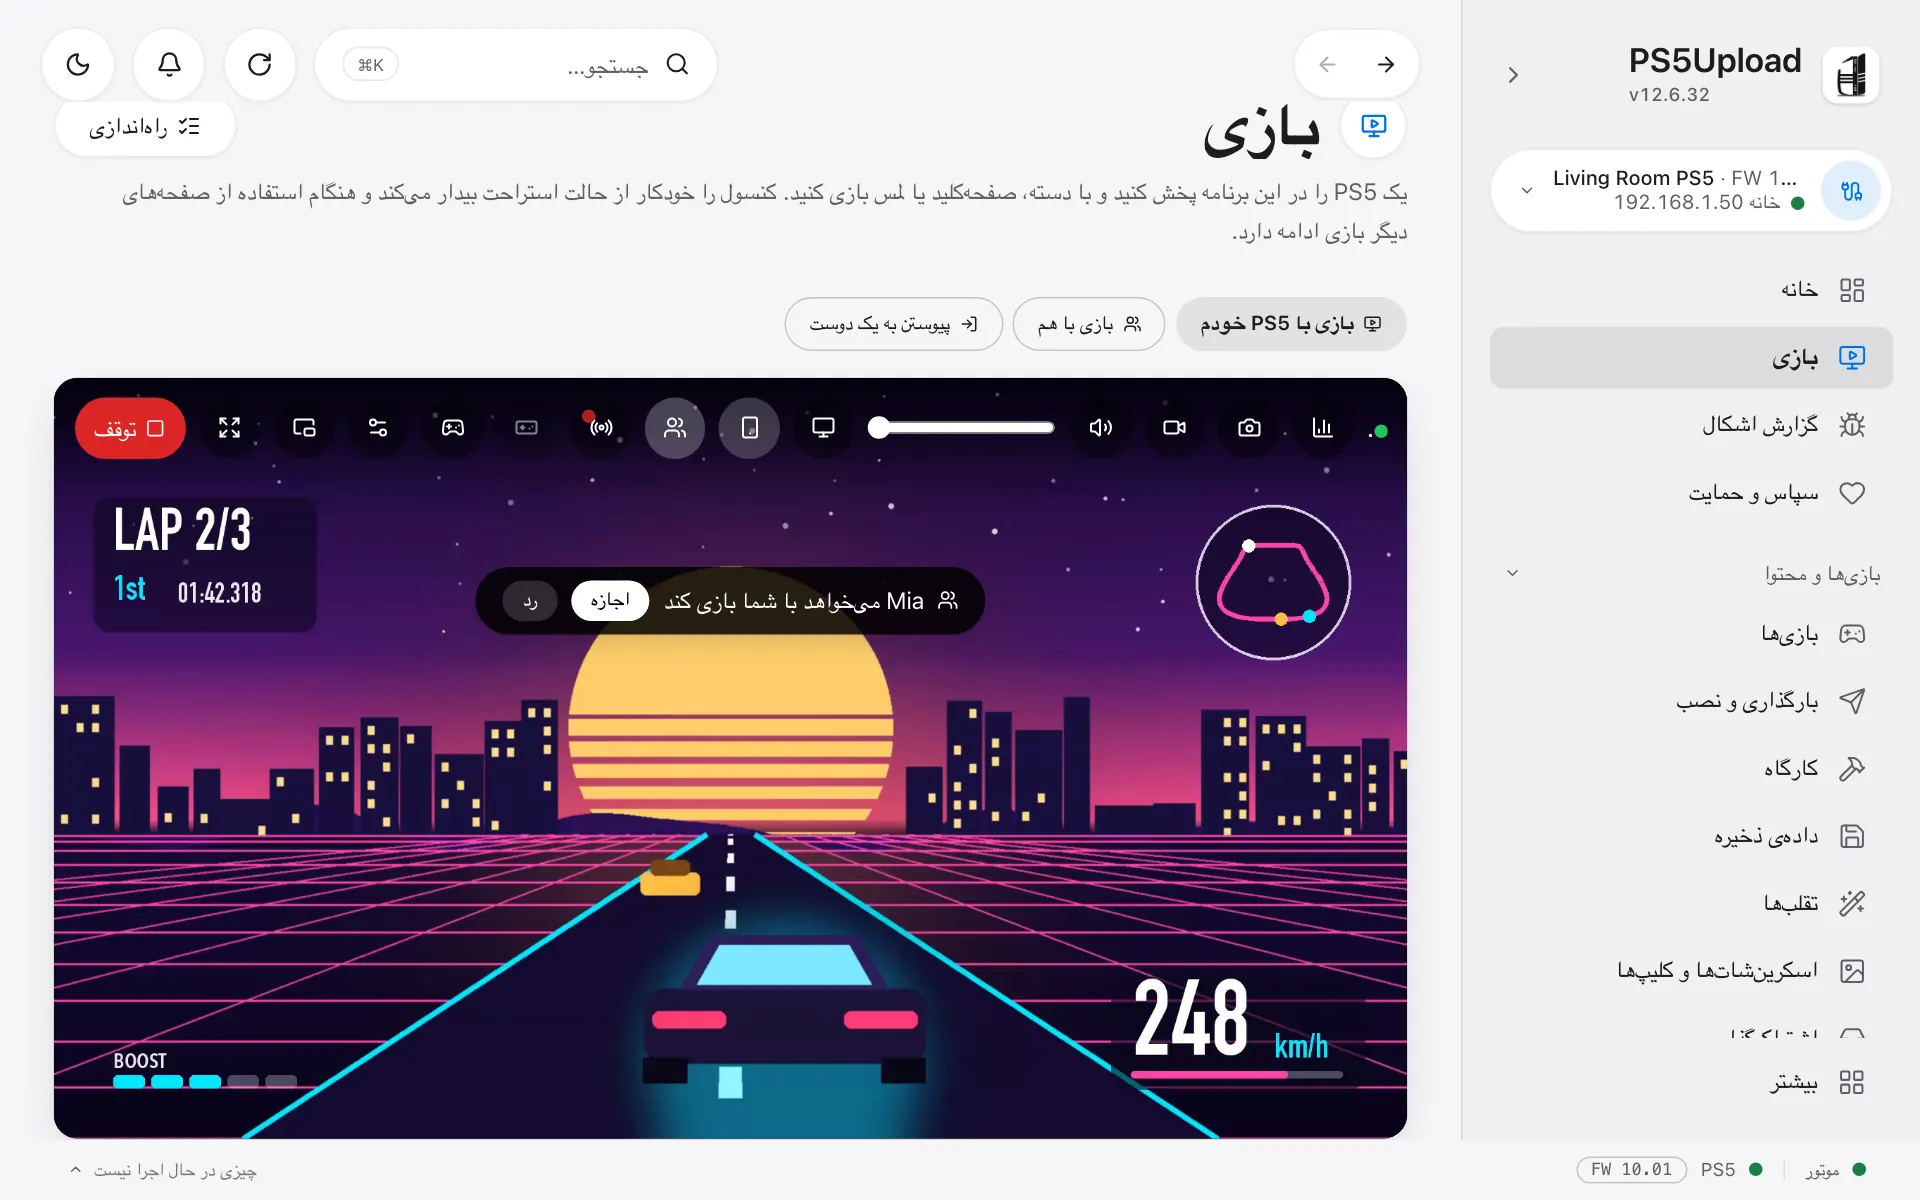 PS5Upload
v12.6.32
Living Room PS5 · FW 1...
خانه 192.168.1.50
خانه
بازی
گزارش اشکال
سپاس و حمایت
بازی‌ها و محتوا
بازی‌ها
بارگذاری و نصب
کارگاه
داده‌ی ذخیره
تقلب‌ها
اسکرین‌شات‌ها و کلیپ‌ها
بیشتر
جستجو...
⌘K
بازی
راه‌اندازی
یک PS5 را در این برنامه پخش کنید و با دسته، صفحه‌کلید یا لمس بازی کنید. کنسول را خودکار از حالت استراحت بیدار می‌کند و هنگام استفاده از صفحه‌های
دیگر بازی ادامه دارد.
بازی با PS5 خودم
بازی با هم
پیوستن به یک دوست
توقف
LAP 2/3
1st 01:42.318
Mia می‌خواهد با شما بازی کند
اجازه
رد
248 km/h
BOOST
موتور
PS5
FW 10.01
چیزی در حال اجرا نیست